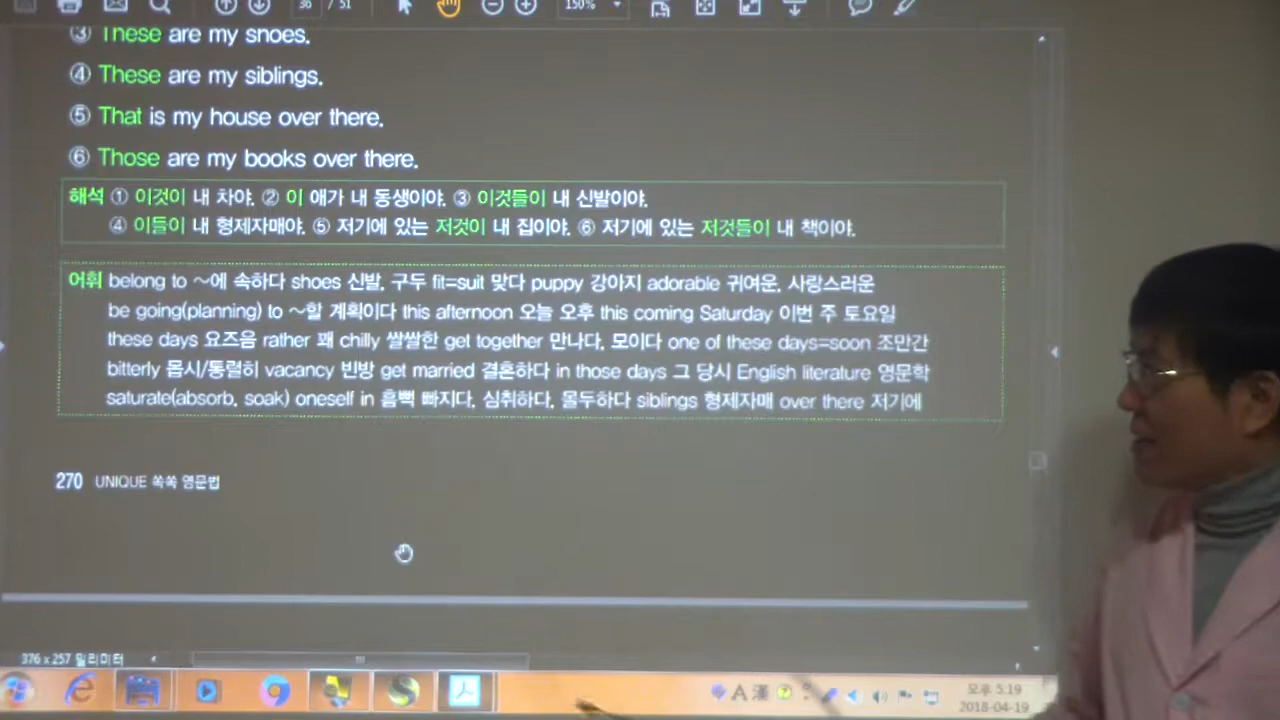 36 / 51
150%
③ These are my shoes.
④ These are my siblings.
⑤ That is my house over there.
⑥ Those are my books over there.
해석 ① 이것이 내 차야. ② 이 애가 내 동생이야. ③ 이것들이 내 신발이야.
④ 이들이 내 형제자매야. ⑤ 저기에 있는 저것이 내 집이야. ⑥ 저기에 있는 저것들이 내 책이야.
어휘 belong to ~에 속하다 shoes 신발, 구두 fit=suit 맞다 puppy 강아지 adorable 귀여운, 사랑스러운
be going(planning) to ~할 계획이다 this afternoon 오늘 오후 this coming Saturday 이번 주 토요일
these days 요즈음 rather 꽤 chilly 쌀쌀한 get together 만나다, 모이다 one of these days=soon 조만간
bitterly 몹시/통렬히 vacancy 빈방 get married 결혼하다 in those days 그 당시 English literature 영문학
saturate(absorb, soak) oneself in 흠뻑 빠지다, 심취하다, 몰두하다 siblings 형제자매 over there 저기에
270 UNIQUE 쏙쏙 영문법
376 x 257 밀리미터
A 漢
오후 5:19
2018-04-19